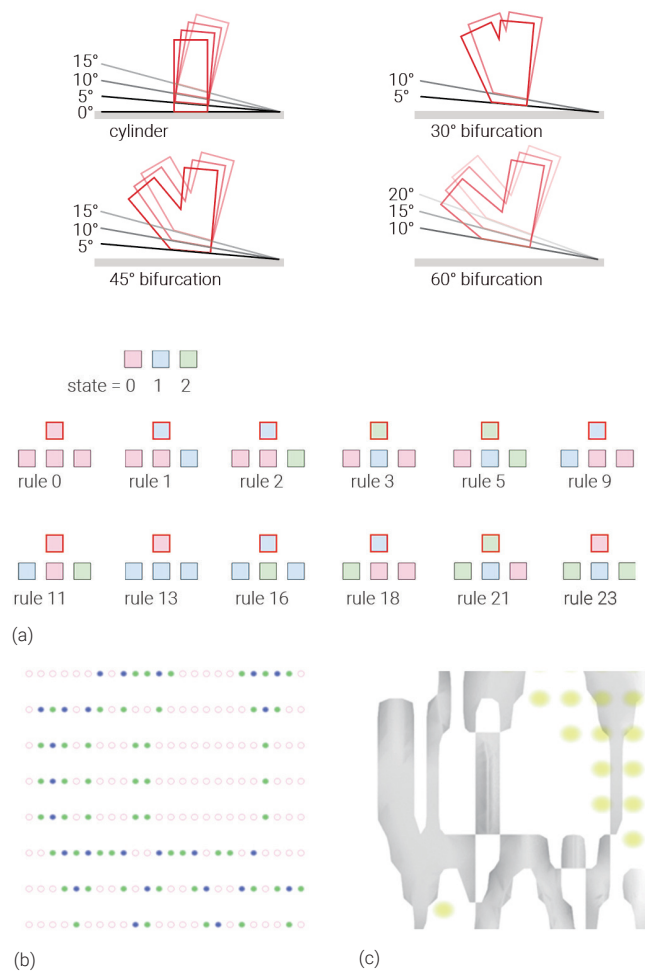 15°
10°
5°
0°
cylinder
10°
5°
30° bifurcation
15°
10°
5°
45° bifurcation
20°
15°
10°
60° bifurcation
state = 0 1 2
rule 0 rule 1 rule 2 rule 3 rule 5 rule 9
rule 11 rule 13 rule 16 rule 18 rule 21 rule 23
(a)
(b) (c)